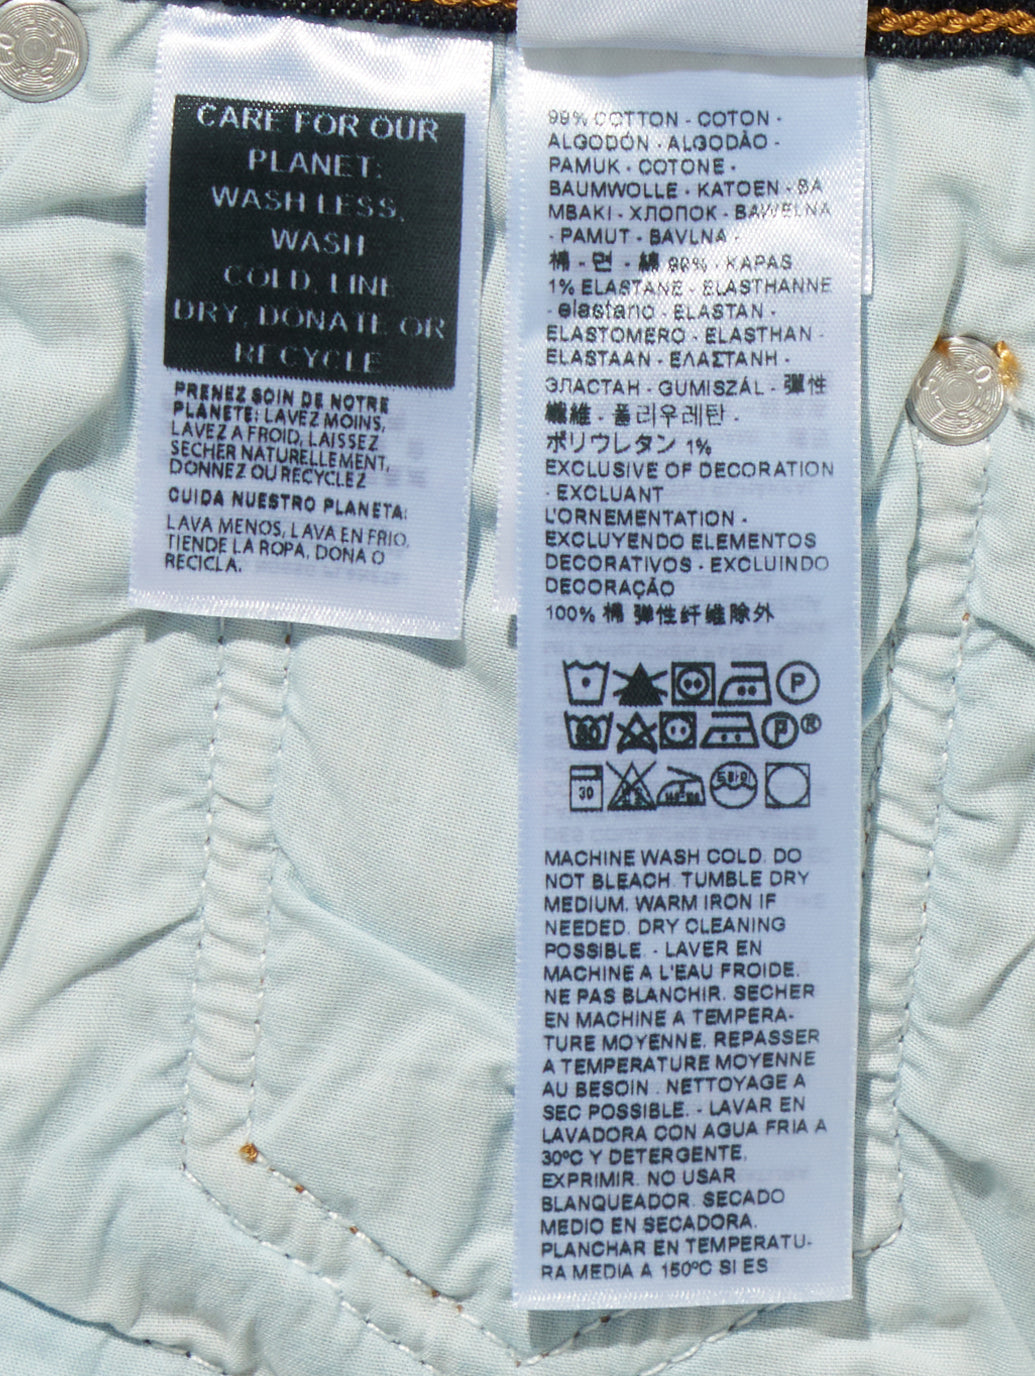 CARE FOR OUR
PLANET:
WASH LESS,
WASH
COLD, LINE
DRY, DONATE OR
RECYCLE
PRENEZ SOIN DE NOTRE
PLANETE: LAVEZ MOINS,
LAVEZ A FROID, LAISSEZ
SECHER NATURELLEMENT,
DONNEZ OU RECYCLEZ
CUIDA NUESTRO PLANETA:
LAVA MENOS, LAVA EN FRIO,
TIENDE LA ROPA, DONA O
RECICLA.
99% COTTON - COTON -
ALGODÓN - ALGODÃO -
PAMUK - COTONE -
BAUMWOLLE - KATOEN - BA
MBAKI - ХЛОПОК - BAWEŁNA
- PAMUT - BAVLNA -
棉 - 면 - 綿 99% - KAPAS
1% ELASTANE - ELASTHANNE
- elastano - ELASTAN -
ELASTOMERO - ELASTHAN -
ELASTAAN - ΕΛΑΣΤΑΝΗ -
ЭЛАСТАН - GUMISZÁL - 彈性
纖維 - 폴리우레탄 -
ポリウレタン 1%
EXCLUSIVE OF DECORATION
- EXCLUANT
L'ORNEMENTATION -
EXCLUYENDO ELEMENTOS
DECORATIVOS - EXCLUINDO
DECORAÇÃO
100% 棉 弹性纤维除外
P
P®
30
MACHINE WASH COLD. DO
NOT BLEACH. TUMBLE DRY
MEDIUM. WARM IRON IF
NEEDED. DRY CLEANING
POSSIBLE. - LAVER EN
MACHINE A L'EAU FROIDE.
NE PAS BLANCHIR. SECHER
EN MACHINE A TEMPERA-
TURE MOYENNE. REPASSER
A TEMPERATURE MOYENNE
AU BESOIN . NETTOYAGE A
SEC POSSIBLE. - LAVAR EN
LAVADORA CON AGUA FRIA A
30ºC Y DETERGENTE.
EXPRIMIR. NO USAR
BLANQUEADOR. SECADO
MEDIO EN SECADORA.
PLANCHAR EN TEMPERATU-
RA MEDIA A 150ºC SI ES